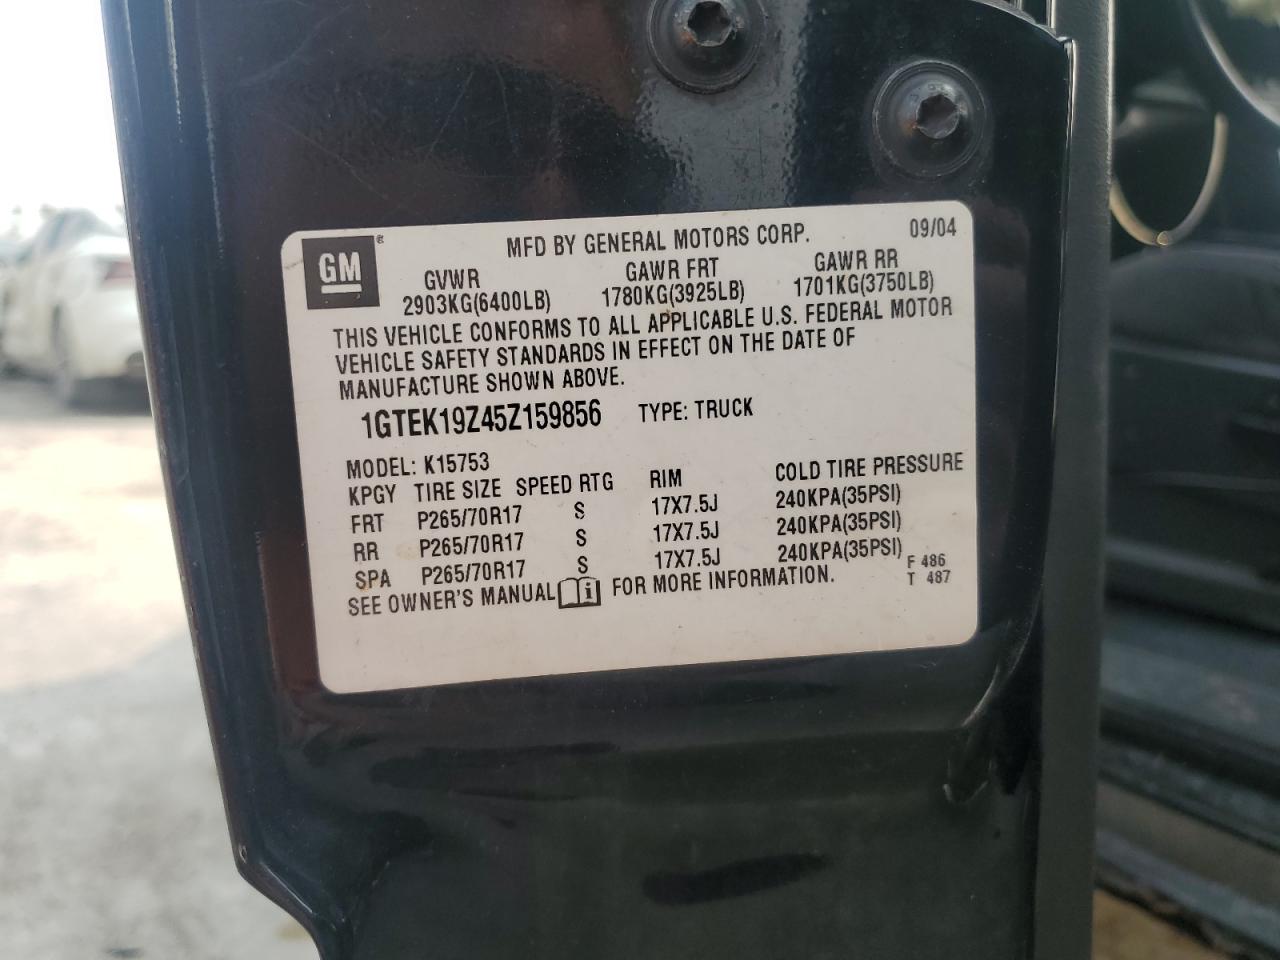 GM ® MFD BY GENERAL MOTORS CORP. 09/04
GVWR GAWR FRT GAWR RR
2903KG(6400LB) 1780KG(3925LB) 1701KG(3750LB)
THIS VEHICLE CONFORMS TO ALL APPLICABLE U.S. FEDERAL MOTOR
VEHICLE SAFETY STANDARDS IN EFFECT ON THE DATE OF
MANUFACTURE SHOWN ABOVE.
1GTEK19Z45Z159856 TYPE: TRUCK
MODEL: K15753
KPGY TIRE SIZE SPEED RTG RIM COLD TIRE PRESSURE
FRT P265/70R17 S 17X7.5J 240KPA(35PSI)
RR P265/70R17 S 17X7.5J 240KPA(35PSI)
SPA P265/70R17 S 17X7.5J 240KPA(35PSI) F 486
SEE OWNER'S MANUAL i FOR MORE INFORMATION. T 487